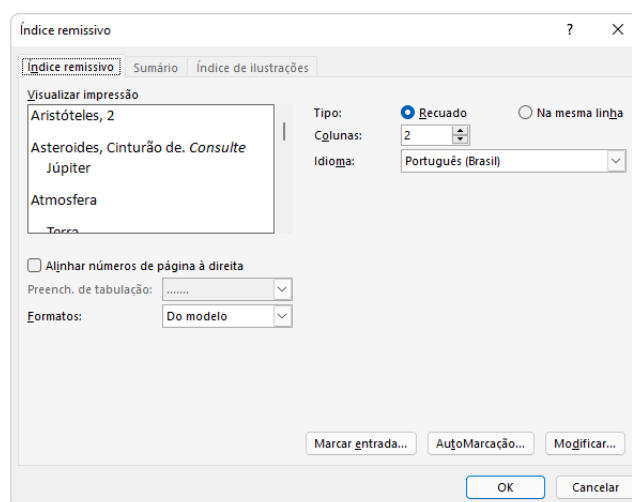 Índice remissivo
? X
Índice remissivo Sumário Índice de ilustrações
Visualizar impressão
Aristóteles, 2
Asteroides, Cinturão de. Consulte
Júpiter
Atmosfera
Terra
Tipo: Recuado Na mesma linha
Colunas: 2
Idioma: Português (Brasil)
Alinhar números de página à direita
Preench. de tabulação: .......
Formatos: Do modelo
Marcar entrada... AutoMarcação... Modificar...
OK Cancelar